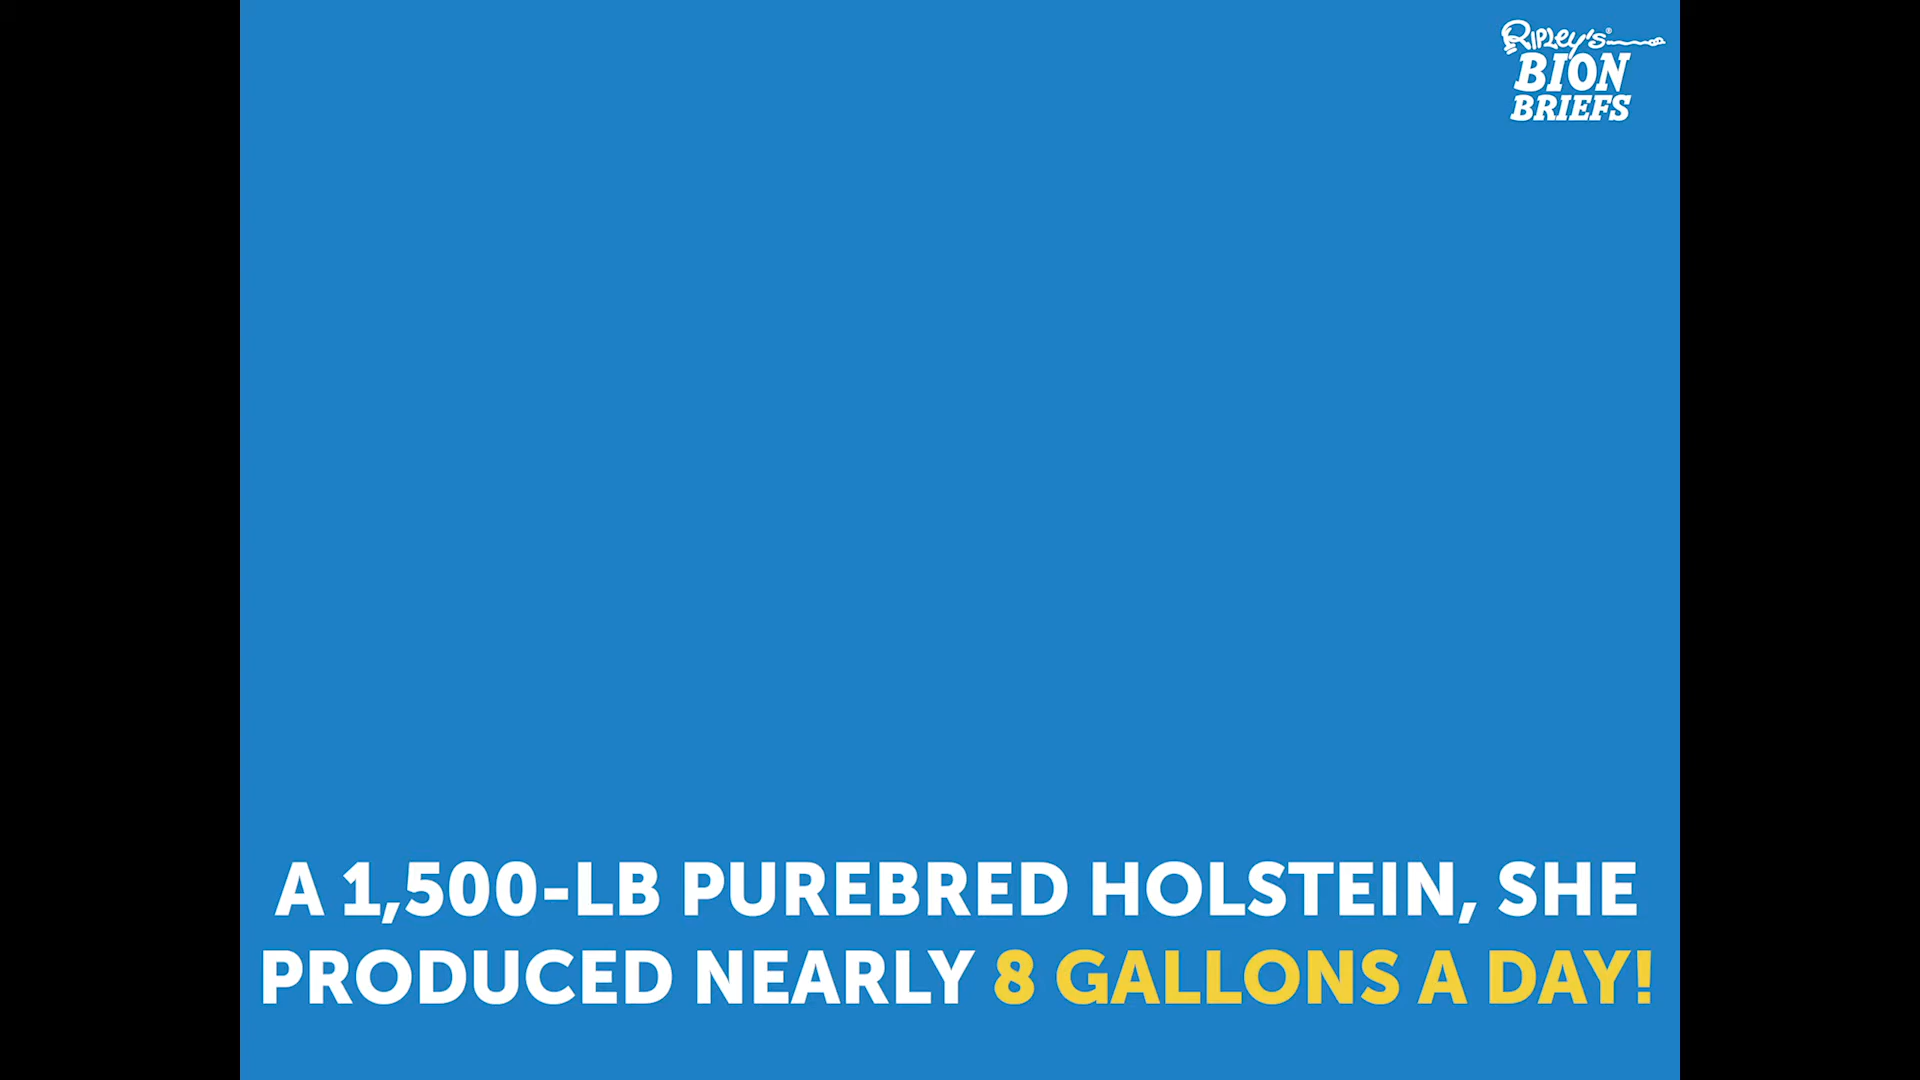 Ripley's®
BION
BRIEFS
A 1,500-LB PUREBRED HOLSTEIN, SHE
PRODUCED NEARLY 8 GALLONS A DAY!